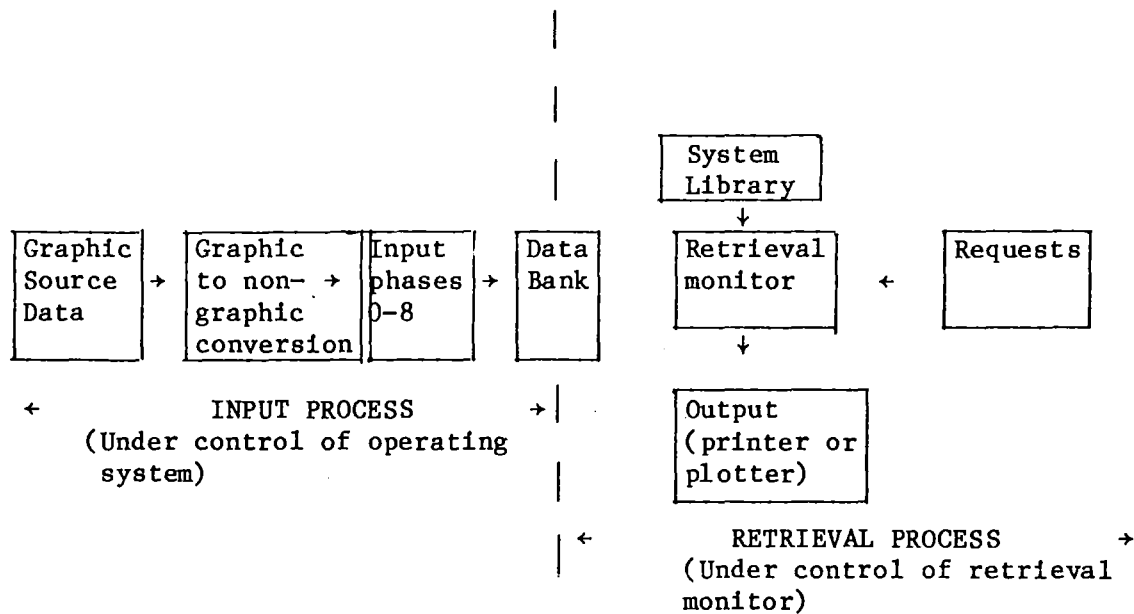 System
Library
Graphic
Source
Data
Graphic
to non-
graphic
conversion
Input
phases
0-8
Data
Bank
Retrieval
monitor
Requests
INPUT PROCESS
(Under control of operating
system)
Output
(printer or
plotter)
RETRIEVAL PROCESS
(Under control of retrieval
monitor)